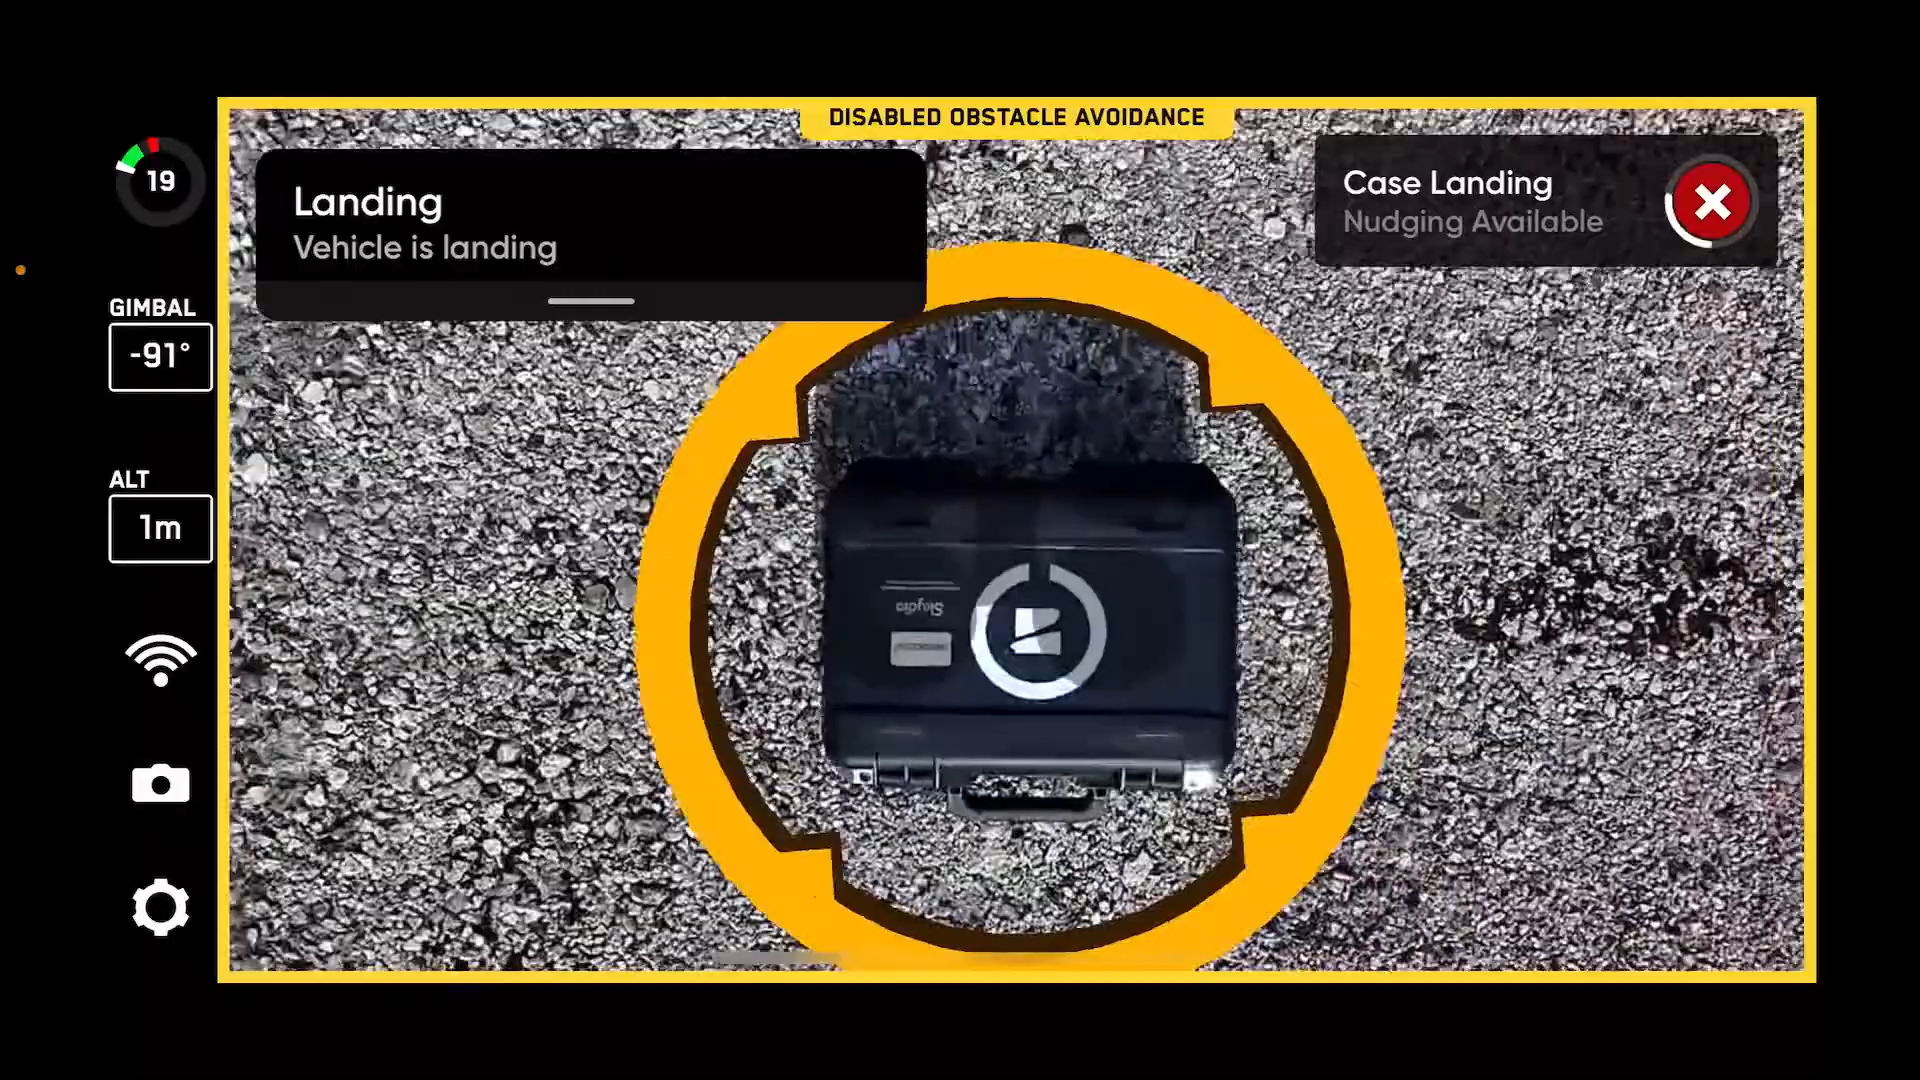 DISABLED OBSTACLE AVOIDANCE
Landing
Vehicle is landing
Case Landing
Nudging Available
19
GIMBAL
-91°
ALT
1m
Skydio